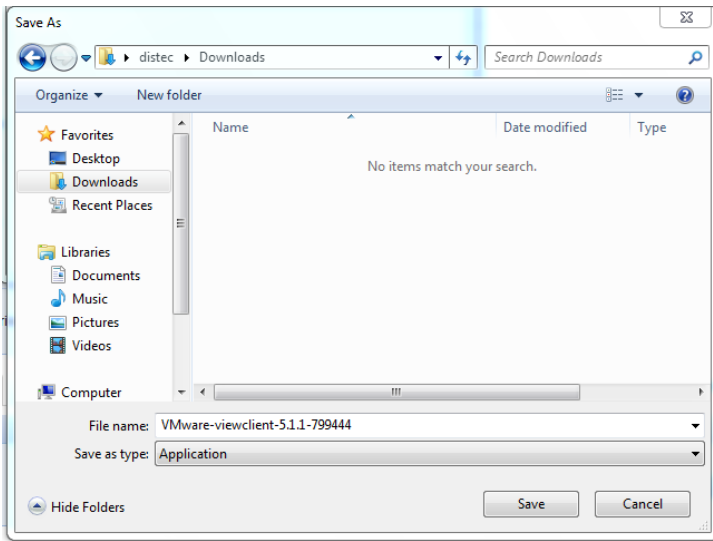 Save As
distec Downloads
Search Downloads
Organize
New folder
Name
Date modified
Type
No items match your search.
Favorites
Desktop
Downloads
Recent Places
Libraries
Documents
Music
Pictures
Videos
Computer
File name: VMware-viewclient-5.1.1-799444
Save as type: Application
Hide Folders
Save
Cancel